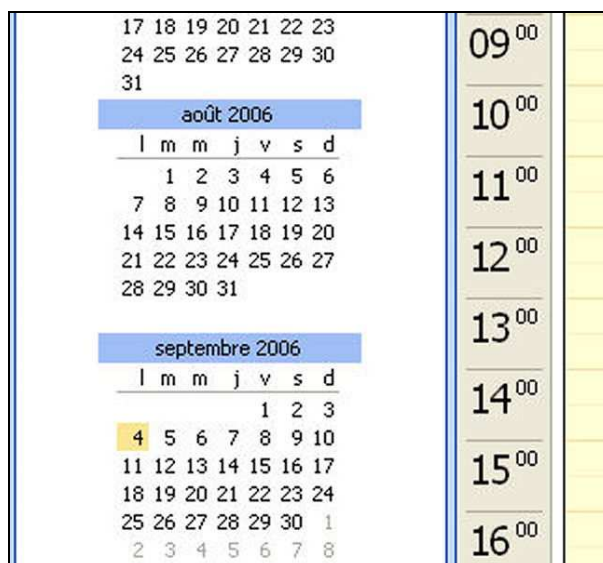 17 18 19 20 21 22 23
24 25 26 27 28 29 30
31
août 2006
l m m j v s d
1 2 3 4 5 6
7 8 9 10 11 12 13
14 15 16 17 18 19 20
21 22 23 24 25 26 27
28 29 30 31
septembre 2006
l m m j v s d
1 2 3
4 5 6 7 8 9 10
11 12 13 14 15 16 17
18 19 20 21 22 23 24
25 26 27 28 29 30 1
2 3 4 5 6 7 8
09 00
10 00
11 00
12 00
13 00
14 00
15 00
16 00